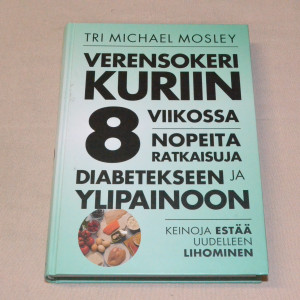 TRI MICHAEL MOSLEY
VERENSOKERI
KURIIN
8 VIIKOSSA
NOPEITA
RATKAISUJA
DIABETEKSEEN JA
YLIPAINOON
KEINOJA ESTÄÄ
UUDELLEEN
LIHOMINEN